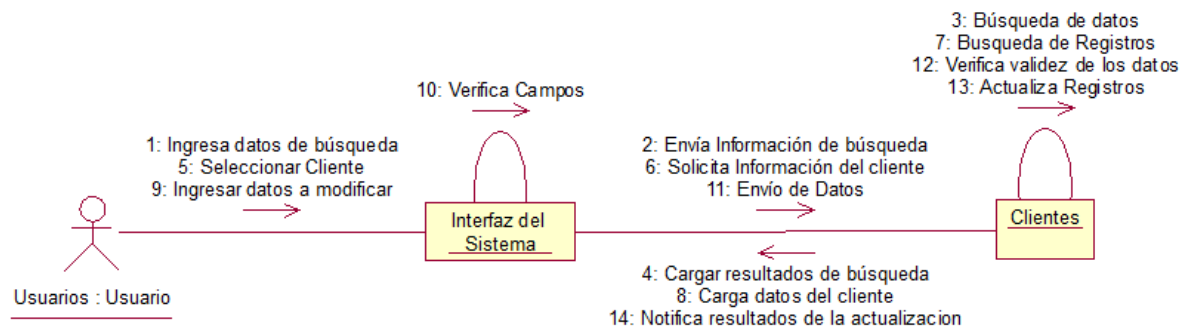 3: Búsqueda de datos
7: Busqueda de Registros
12: Verifica validez de los datos
13: Actualiza Registros
10: Verifica Campos
1: Ingresa datos de búsqueda
5: Seleccionar Cliente
9: Ingresar datos a modificar
2: Envía Información de búsqueda
6: Solicita Información del cliente
11: Envío de Datos
Interfaz del
Sistema
Clientes
Usuarios : Usuario
4: Cargar resultados de búsqueda
8: Carga datos del cliente
14: Notifica resultados de la actualizacion